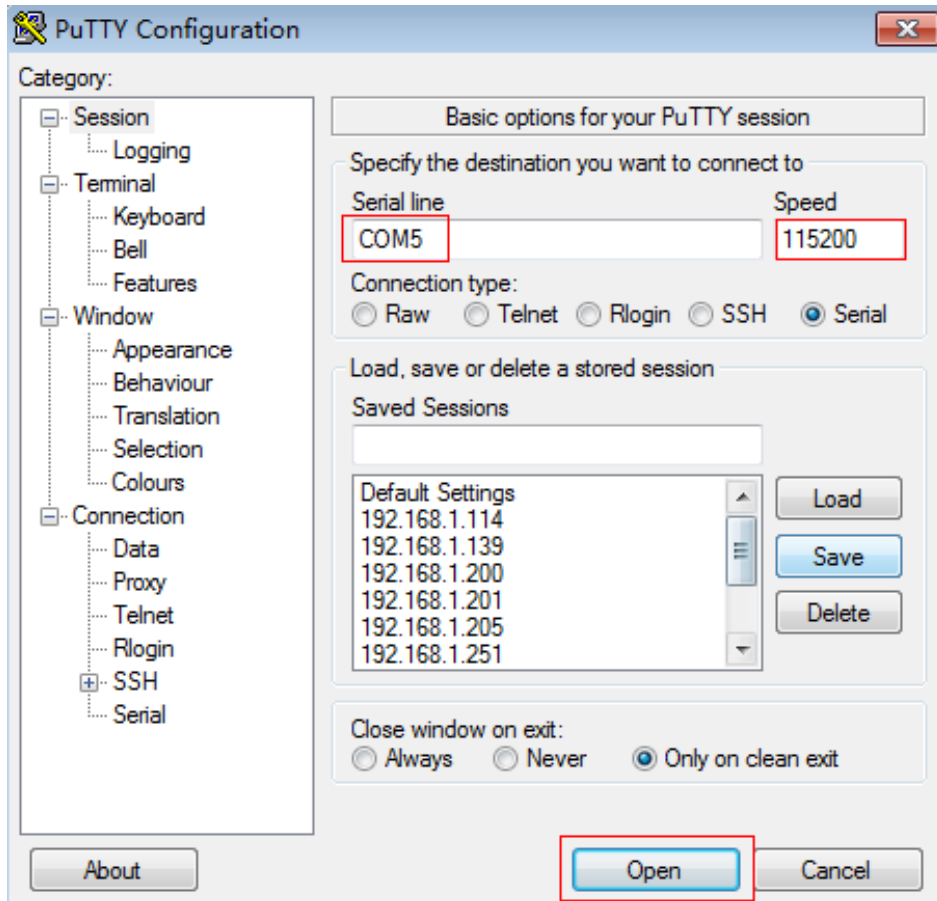 PuTTY Configuration
Category:
Session
Logging
Terminal
Keyboard
Bell
Features
Window
Appearance
Behaviour
Translation
Selection
Colours
Connection
Data
Proxy
Telnet
Rlogin
SSH
Serial
Basic options for your PuTTY session
Specify the destination you want to connect to
Serial line Speed
COM5 115200
Connection type:
Raw Telnet Rlogin SSH Serial
Load, save or delete a stored session
Saved Sessions
Default Settings
192.168.1.114
192.168.1.139
192.168.1.200
192.168.1.201
192.168.1.205
192.168.1.251
Load
Save
Delete
Close window on exit:
Always Never Only on clean exit
About Open Cancel